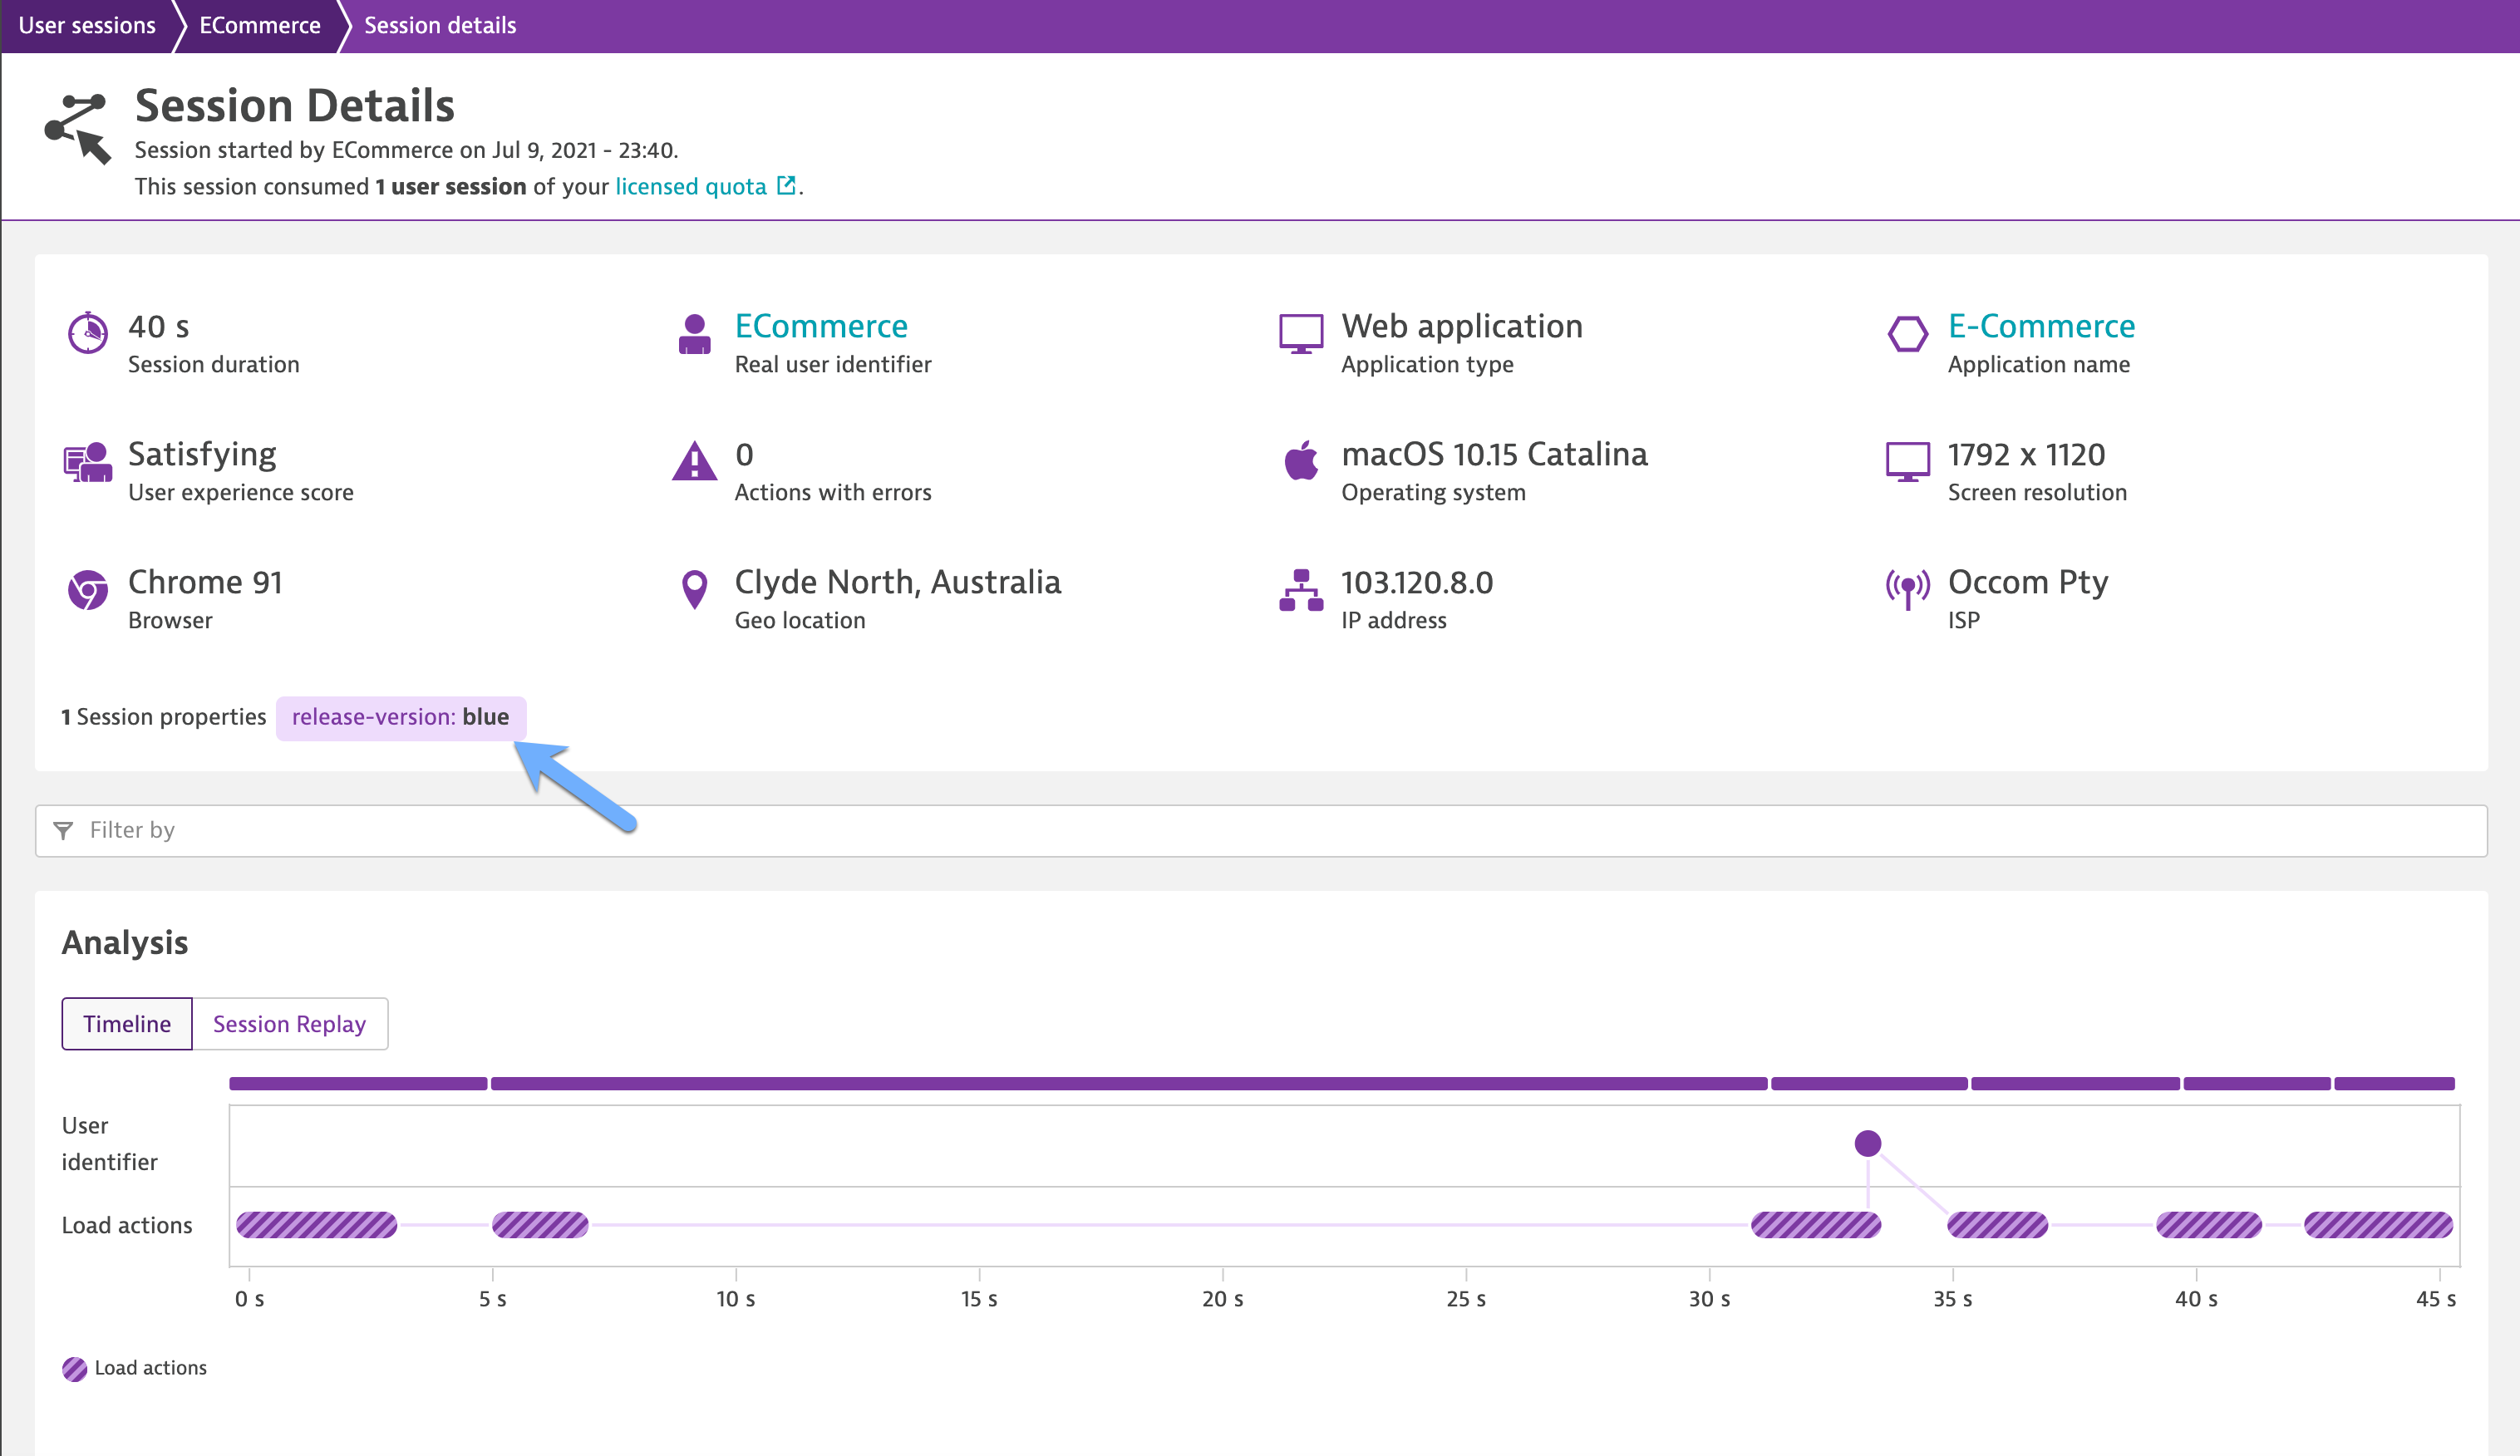 User sessions
ECommerce
Session details
Session Details
Session started by ECommerce on Jul 9, 2021 - 23:40.
This session consumed 1 user session of your licensed quota.
40 s
Session duration
ECommerce
Real user identifier
Web application
Application type
E-Commerce
Application name
Satisfying
User experience score
0
Actions with errors
macOS 10.15 Catalina
Operating system
1792 x 1120
Screen resolution
Chrome 91
Browser
Clyde North, Australia
Geo location
103.120.8.0
IP address
Occom Pty
ISP
1 Session properties
release-version: blue
Filter by
Analysis
Timeline
Session Replay
User
identifier
Load actions
0 s
5 s
10 s
15 s
20 s
25 s
30 s
35 s
40 s
45 s
Load actions